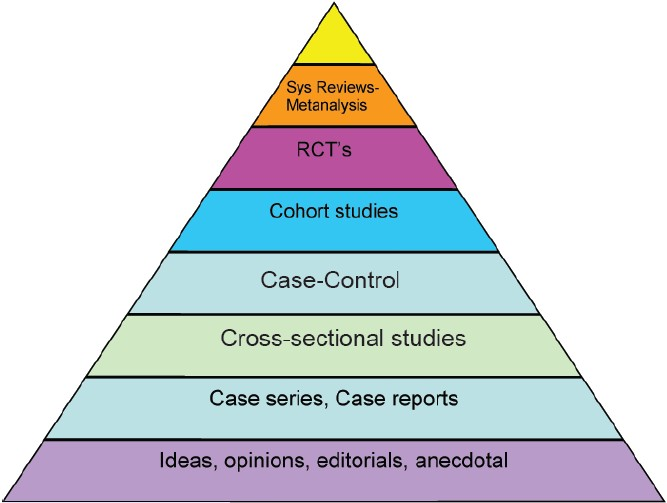 Sys Reviews-
Metanalysis
RCT's
Cohort studies
Case-Control
Cross-sectional studies
Case series, Case reports
Ideas, opinions, editorials, anecdotal